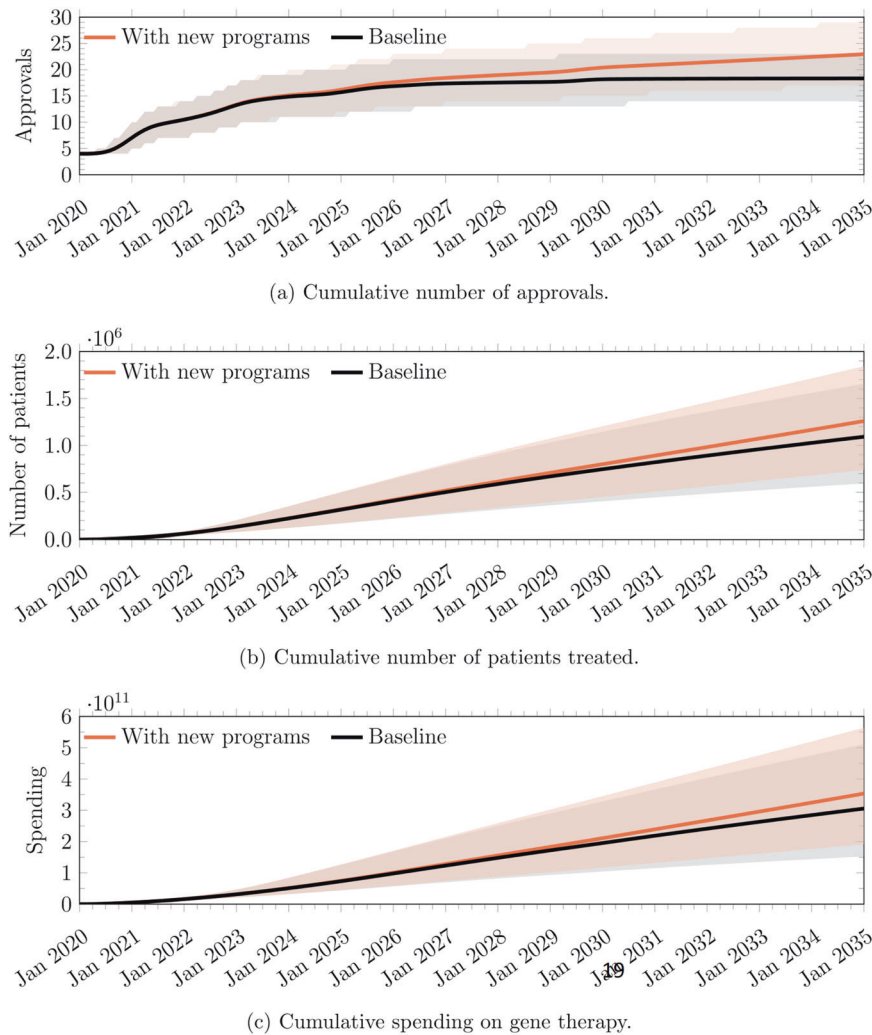 30
25
20
15
10
5
0
Approvals
With new programs Baseline
Jan 2020 Jan 2021 Jan 2022 Jan 2023 Jan 2024 Jan 2025 Jan 2026 Jan 2027 Jan 2028 Jan 2029 Jan 2030 Jan 2031 Jan 2032 Jan 2033 Jan 2034 Jan 2035
(a) Cumulative number of approvals.
·10⁶
2.0
1.5
1.0
0.5
0.0
Number of patients
With new programs Baseline
Jan 2020 Jan 2021 Jan 2022 Jan 2023 Jan 2024 Jan 2025 Jan 2026 Jan 2027 Jan 2028 Jan 2029 Jan 2030 Jan 2031 Jan 2032 Jan 2033 Jan 2034 Jan 2035
(b) Cumulative number of patients treated.
·10¹¹
6
5
4
3
2
1
0
Spending
With new programs Baseline
Jan 2020 Jan 2021 Jan 2022 Jan 2023 Jan 2024 Jan 2025 Jan 2026 Jan 2027 Jan 2028 Jan 2029 Jan 2030 Jan 2031 Jan 2032 Jan 2033 Jan 2034 Jan 2035
19
(c) Cumulative spending on gene therapy.